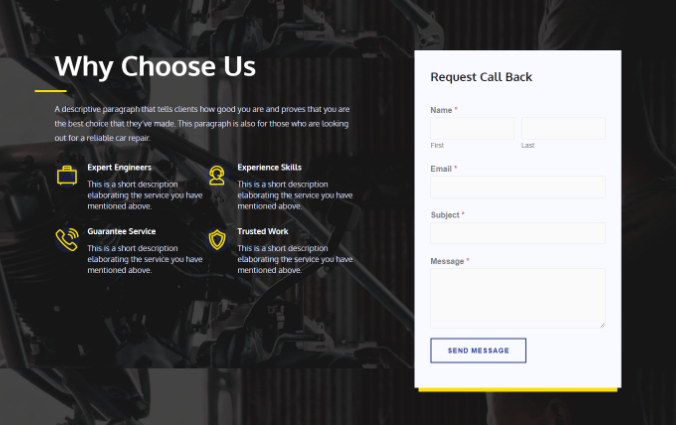 Why Choose Us
A descriptive paragraph that tells clients how good you are and proves that you are
the best choice that they've made. This paragraph is also for those who are looking
out for a reliable car repair.
Expert Engineers
This is a short description
elaborating the service you have
mentioned above.
Experience Skills
This is a short description
elaborating the service you have
mentioned above.
Guarantee Service
This is a short description
elaborating the service you have
mentioned above.
Trusted Work
This is a short description
elaborating the service you have
mentioned above.
Request Call Back
Name *
First
Last
Email *
Subject *
Message *
SEND MESSAGE